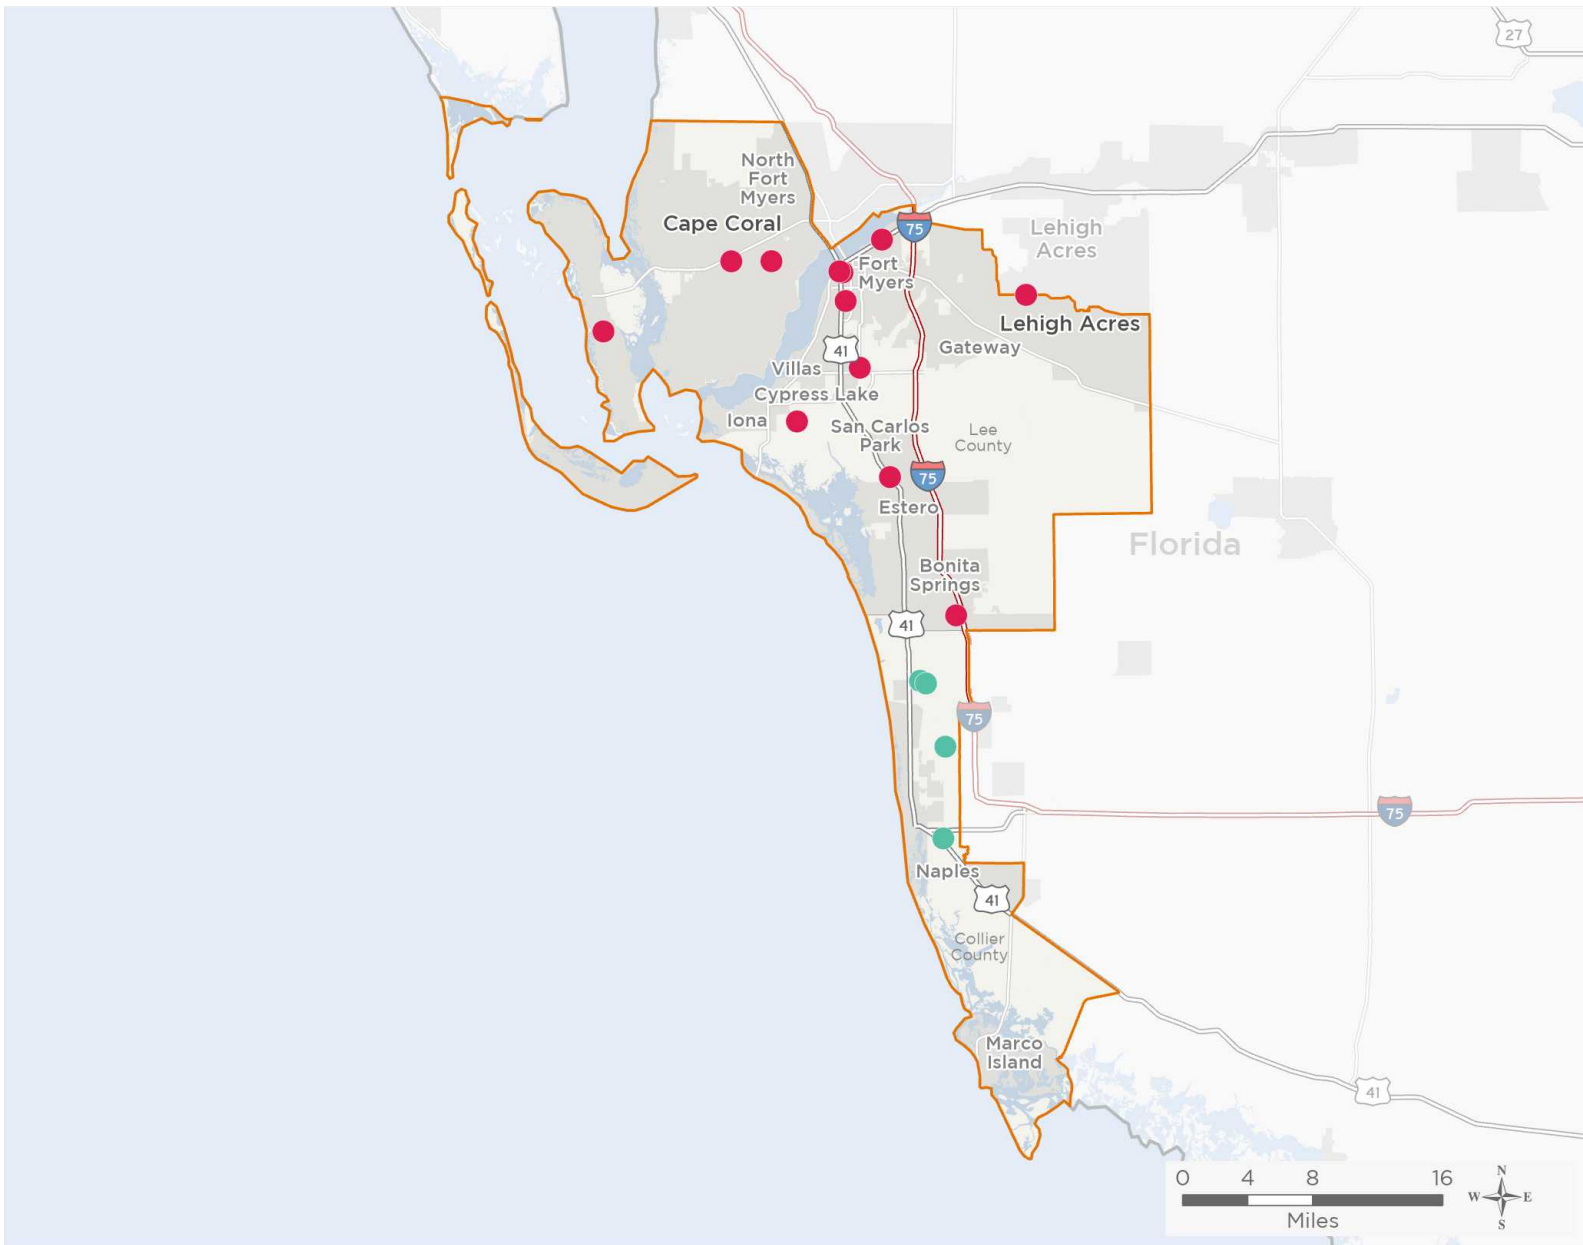 27
North
Fort
Myers
Cape Coral
75
Lehigh
Acres
Fort
Myers
Lehigh Acres
41
Gateway
Villas
Cypress Lake
Iona
San Carlos
Park
Lee
County
75
Estero
Florida
Bonita
Springs
41
75
75
Naples
41
Collier
County
Marco
Island
41
0 4 8 16
Miles
N
W E
S